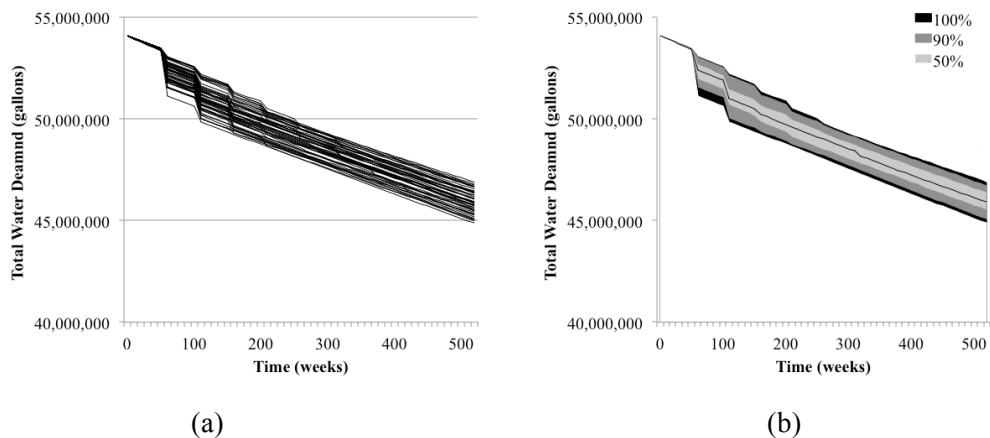 55,000,000
50,000,000
45,000,000
40,000,000
Total Water Deamnd (gallons)
0 100 200 300 400 500
Time (weeks)
(a)
55,000,000
50,000,000
45,000,000
40,000,000
Total Water Deamnd (gallons)
100%
90%
50%
0 100 200 300 400 500
Time (weeks)
(b)